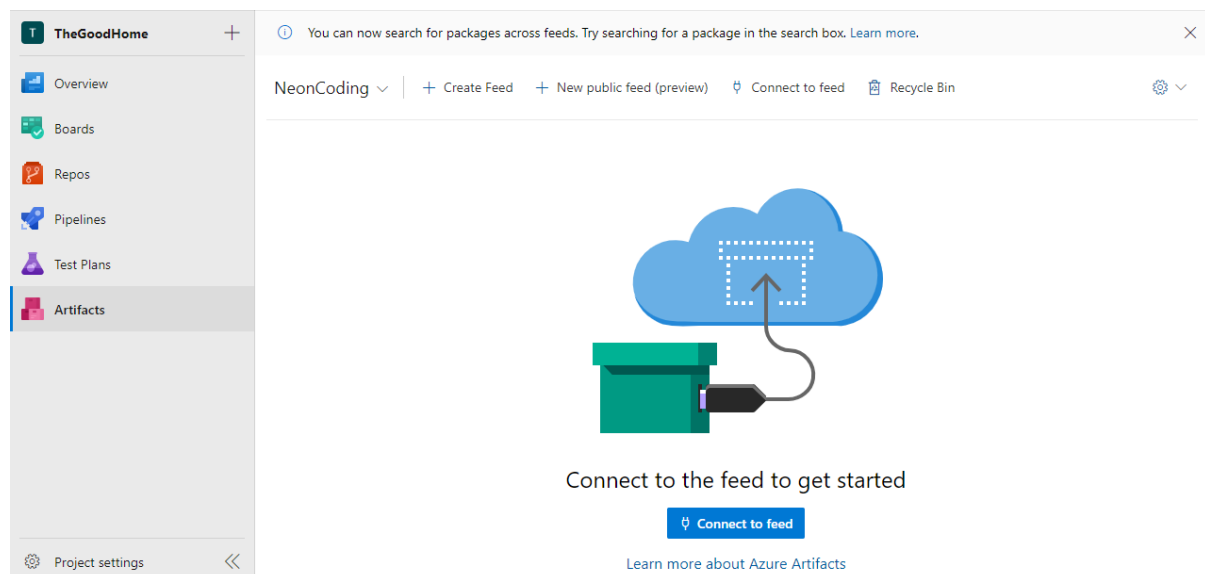 T TheGoodHome
Overview
Boards
Repos
Pipelines
Test Plans
Artifacts
Project settings
You can now search for packages across feeds. Try searching for a package in the search box. Learn more.
NeonCoding Create Feed New public feed (preview) Connect to feed Recycle Bin
Connect to the feed to get started
Connect to feed
Learn more about Azure Artifacts